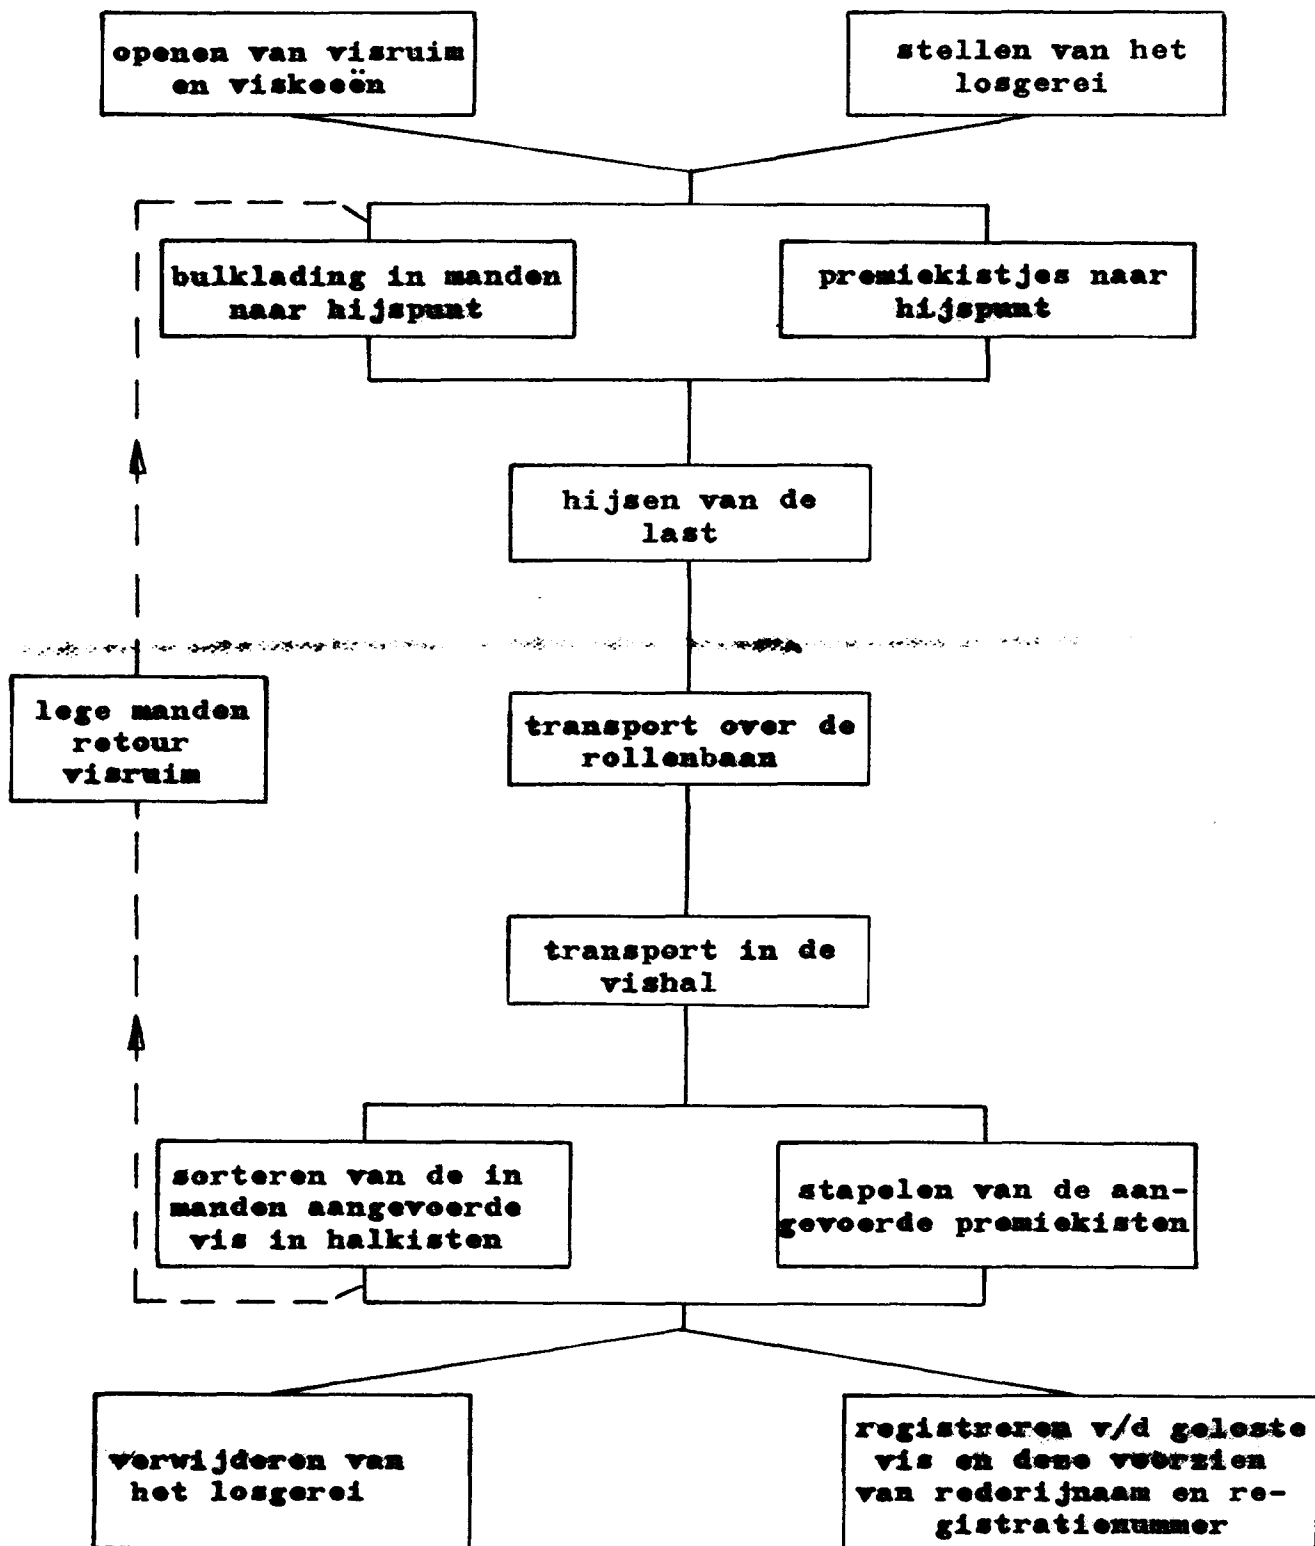 openen van visruim
en viskeeën
stellen van het
losgerei
bulklading in manden
naar hijspunt
premiekistjes naar
hijspunt
hijsen van de
last
lege manden
retour
visruim
transport over de
rollenbaan
transport in de
vishal
sorteren van de in
manden aangevoerde
vis in halkisten
stapelen van de aan-
gevoerde premiekisten
verwijderen van
het losgerei
registreren v/d geloste
vis en deze voorzien
van rederijnaam en re-
gistratienummer